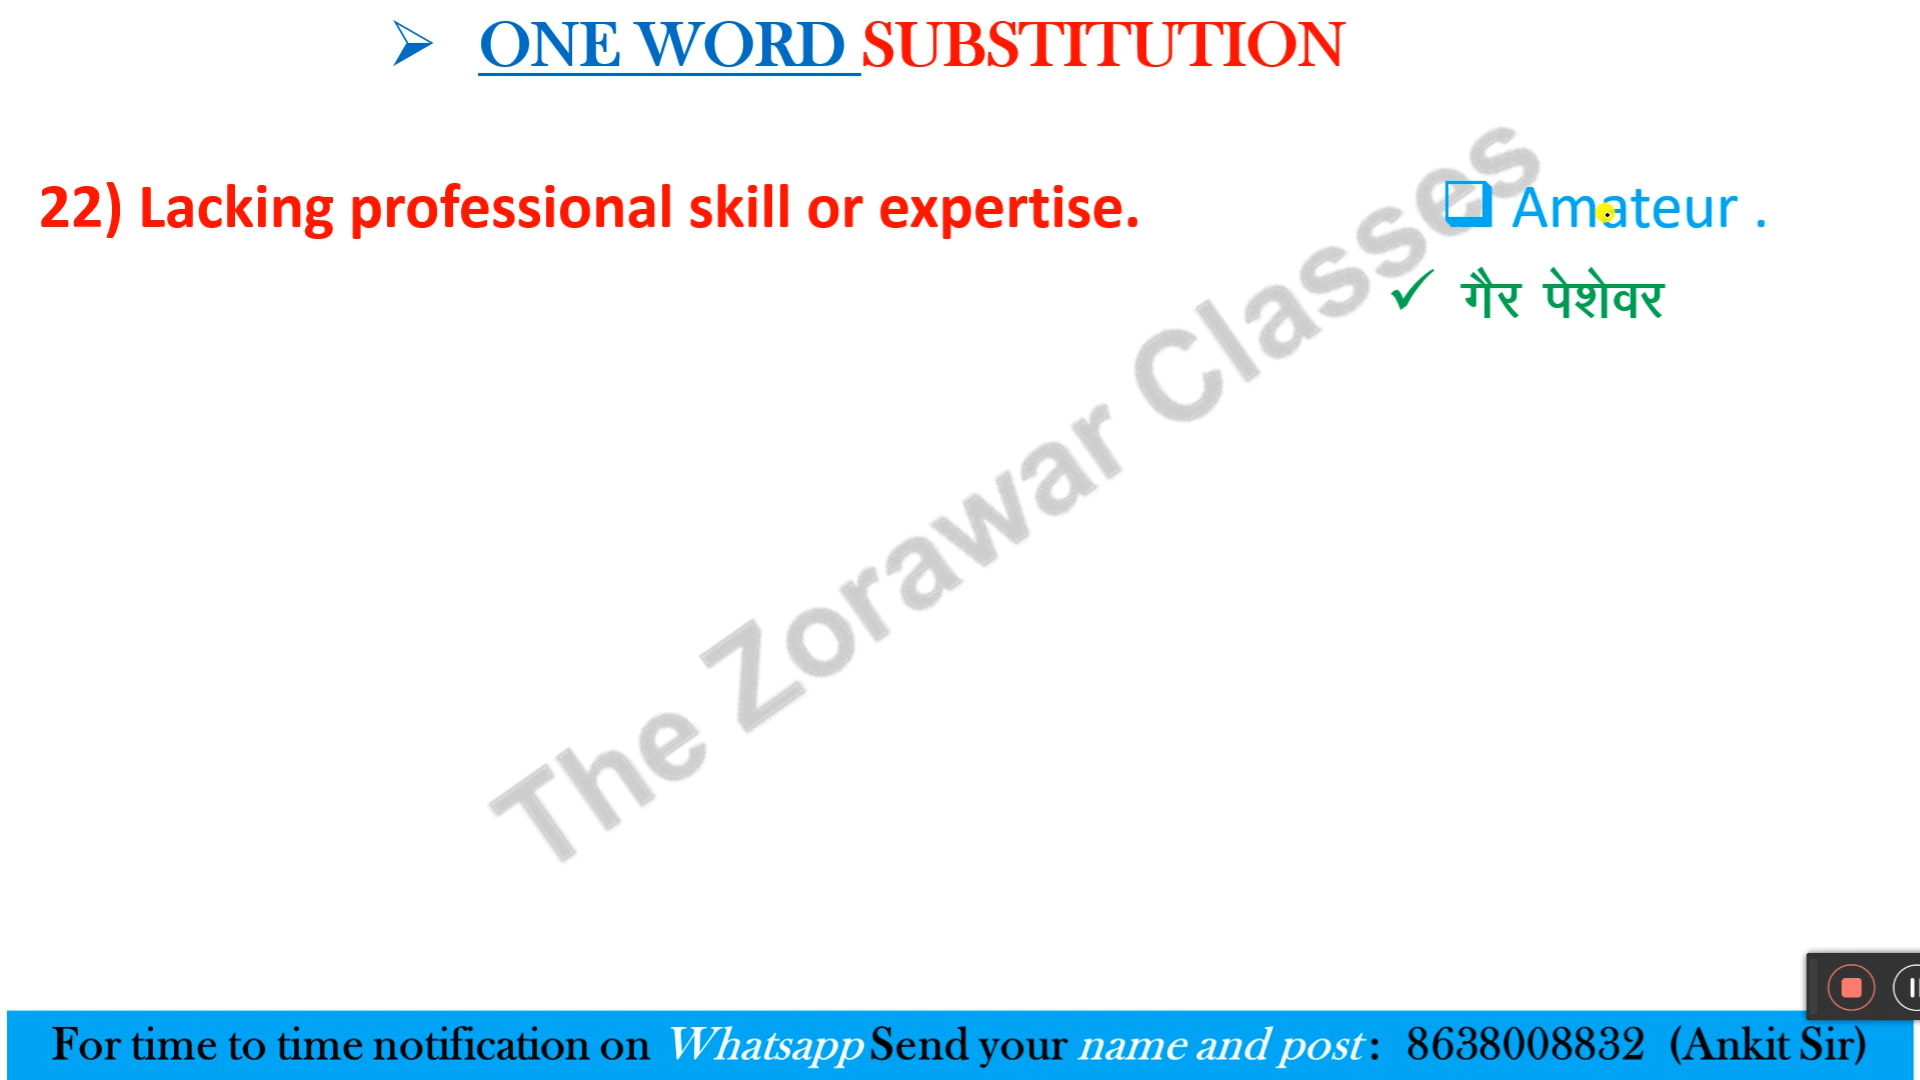 ONE WORD SUBSTITUTION
22) Lacking professional skill or expertise.
Amateur .
गैर पेशेवर
The Zorawar Classes
For time to time notification on Whatsapp Send your name and post : 8638008832 (Ankit Sir)